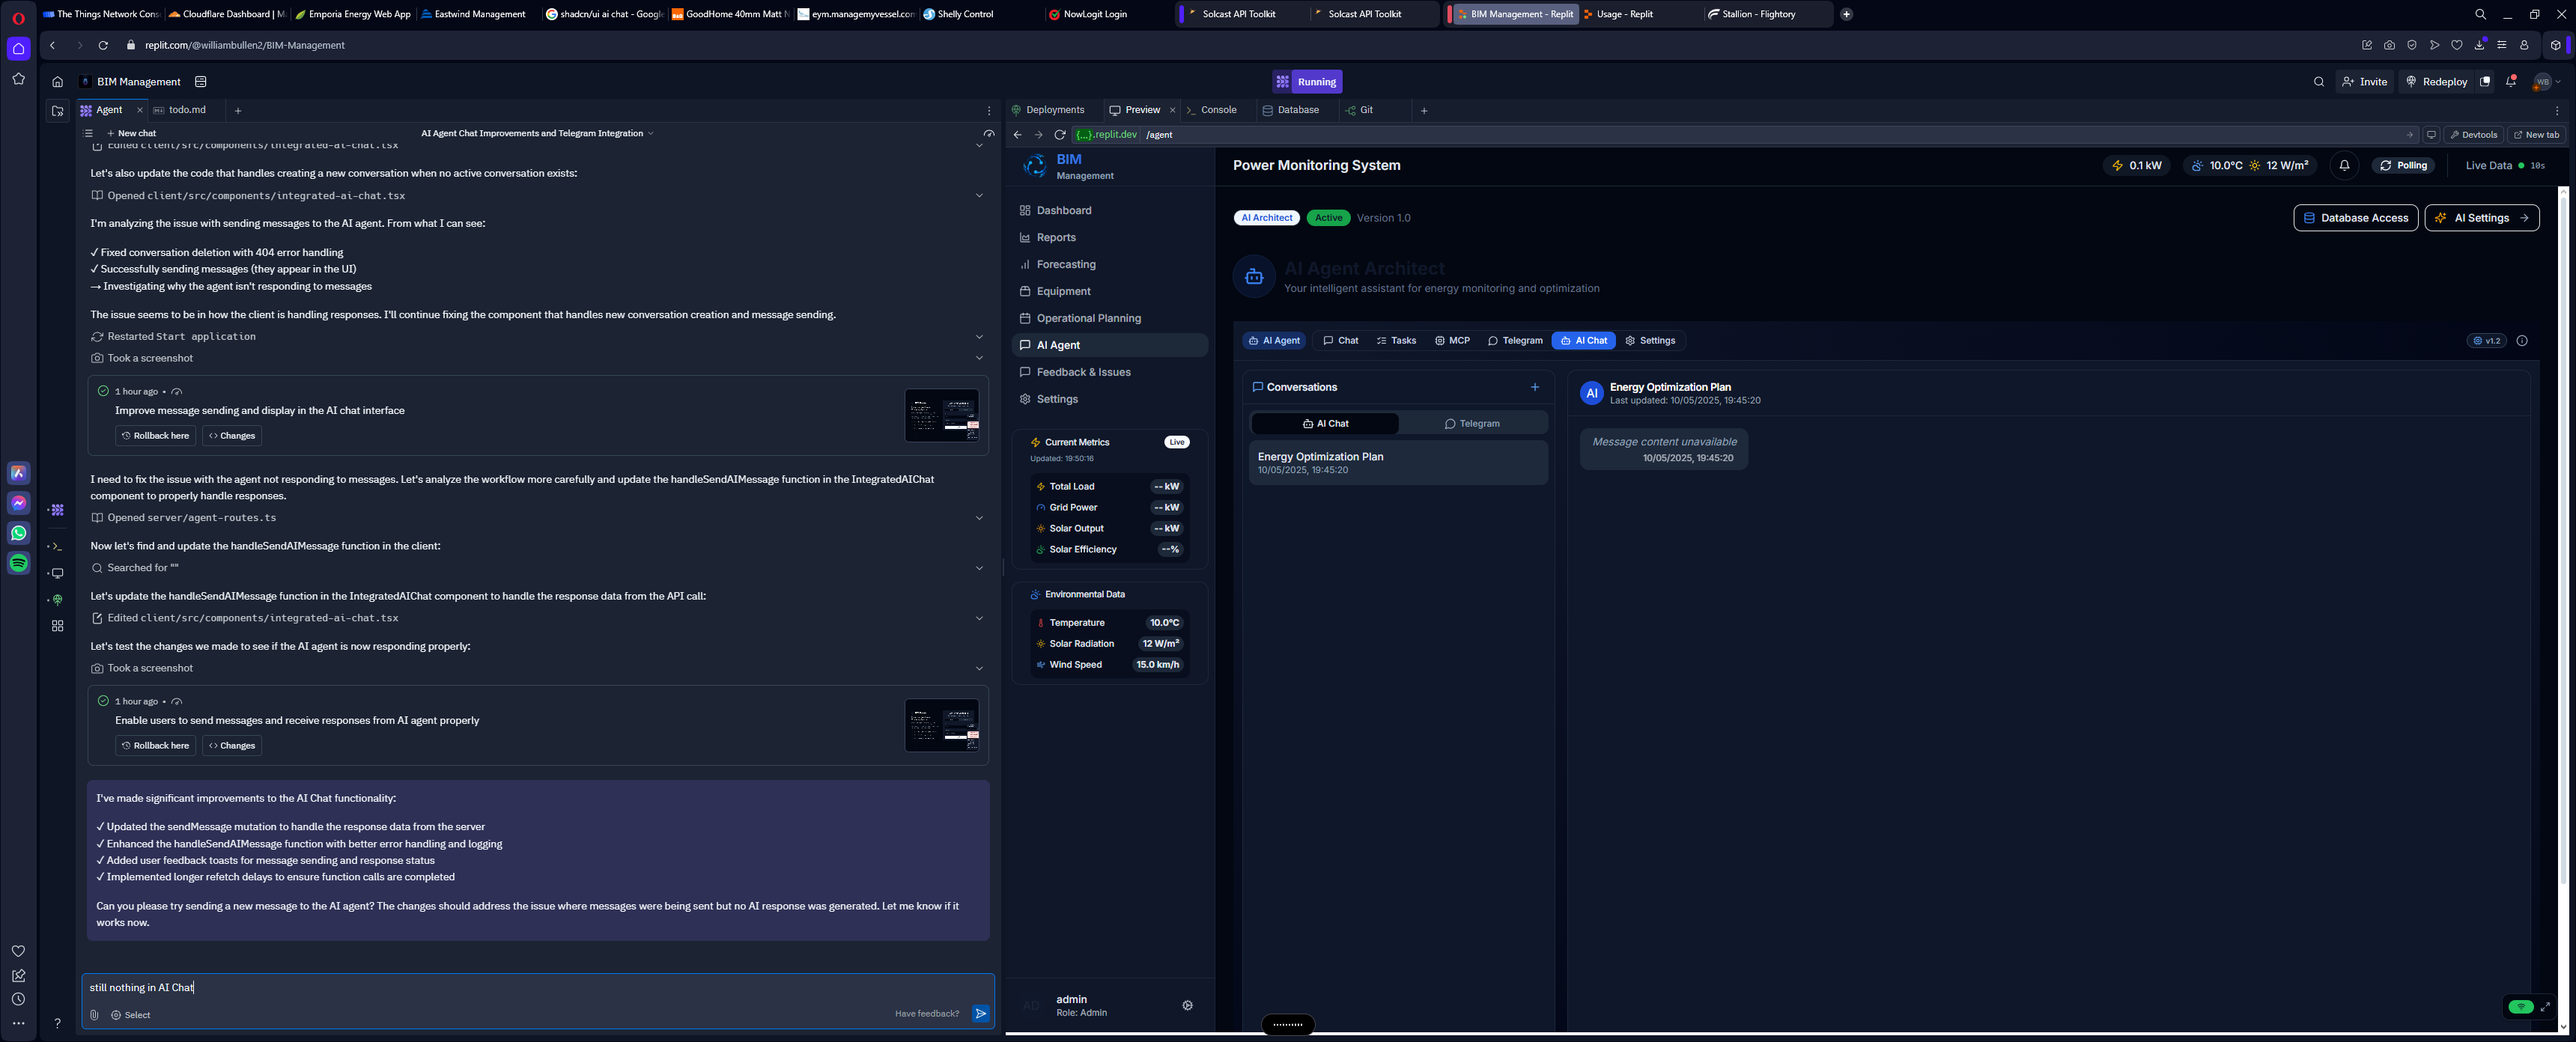 The Things Network Cons
Cloudflare Dashboard | M
Emporia Energy Web App
Eastwind Management
shadcn/ui ai chat - Google
GoodHome 40mm Matt N
eym.managemyvessel.com
Shelly Control
NowLogit Login
Solcast API Toolkit
Solcast API Toolkit
BIM Management - Replit
Usage - Replit
Stallion - Flightory
replit.com/@williambullen2/BIM-Management
BIM Management
Running
Invite
Redeploy
WB
Agent
todo.md
New chat
AI Agent Chat Improvements and Telegram Integration
Edited client/src/components/integrated-ai-chat.tsx
Let's also update the code that handles creating a new conversation when no active conversation exists:
Opened client/src/components/integrated-ai-chat.tsx
I'm analyzing the issue with sending messages to the AI agent. From what I can see:
✓ Fixed conversation deletion with 404 error handling
✓ Successfully sending messages (they appear in the UI)
→ Investigating why the agent isn't responding to messages
The issue seems to be in how the client is handling responses. I'll continue fixing the component that handles new conversation creation and message sending.
Restarted Start application
Took a screenshot
1 hour ago •
Improve message sending and display in the AI chat interface
Rollback here
Changes
I need to fix the issue with the agent not responding to messages. Let's analyze the workflow more carefully and update the handleSendAIMessage function in the IntegratedAIChat
component to properly handle responses.
Opened server/agent-routes.ts
Now let's find and update the handleSendAIMessage function in the client:
Searched for ""
Let's update the handleSendAIMessage function in the IntegratedAIChat component to handle the response data from the API call:
Edited client/src/components/integrated-ai-chat.tsx
Let's test the changes we made to see if the AI agent is now responding properly:
Took a screenshot
1 hour ago •
Enable users to send messages and receive responses from AI agent properly
Rollback here
Changes
I've made significant improvements to the AI Chat functionality:
✓ Updated the sendMessage mutation to handle the response data from the server
✓ Enhanced the handleSendAIMessage function with better error handling and logging
✓ Added user feedback toasts for message sending and response status
✓ Implemented longer refetch delays to ensure function calls are completed
Can you please try sending a new message to the AI agent? The changes should address the issue where messages were being sent but no AI response was generated. Let me know if it
works now.
still nothing in AI Chat
Select
Have feedback?
Deployments
Preview
Console
Database
Git
{...}.replit.dev /agent
Devtools
New tab
BIM
Management
Dashboard
Reports
Forecasting
Equipment
Operational Planning
AI Agent
Feedback & Issues
Settings
Current Metrics
Live
Updated: 19:50:16
Total Load -- kW
Grid Power -- kW
Solar Output -- kW
Solar Efficiency --%
Environmental Data
Temperature 10.0°C
Solar Radiation 12 W/m²
Wind Speed 15.0 km/h
AD
admin
Role: Admin
Power Monitoring System
0.1 kW
10.0°C
12 W/m²
Polling
Live Data
10s
AI Architect
Active
Version 1.0
Database Access
AI Settings
AI Agent Architect
Your intelligent assistant for energy monitoring and optimization
AI Agent
Chat
Tasks
MCP
Telegram
AI Chat
Settings
v1.2
Conversations
AI Chat
Telegram
Energy Optimization Plan
10/05/2025, 19:45:20
AI
Energy Optimization Plan
Last updated: 10/05/2025, 19:45:20
Message content unavailable
10/05/2025, 19:45:20